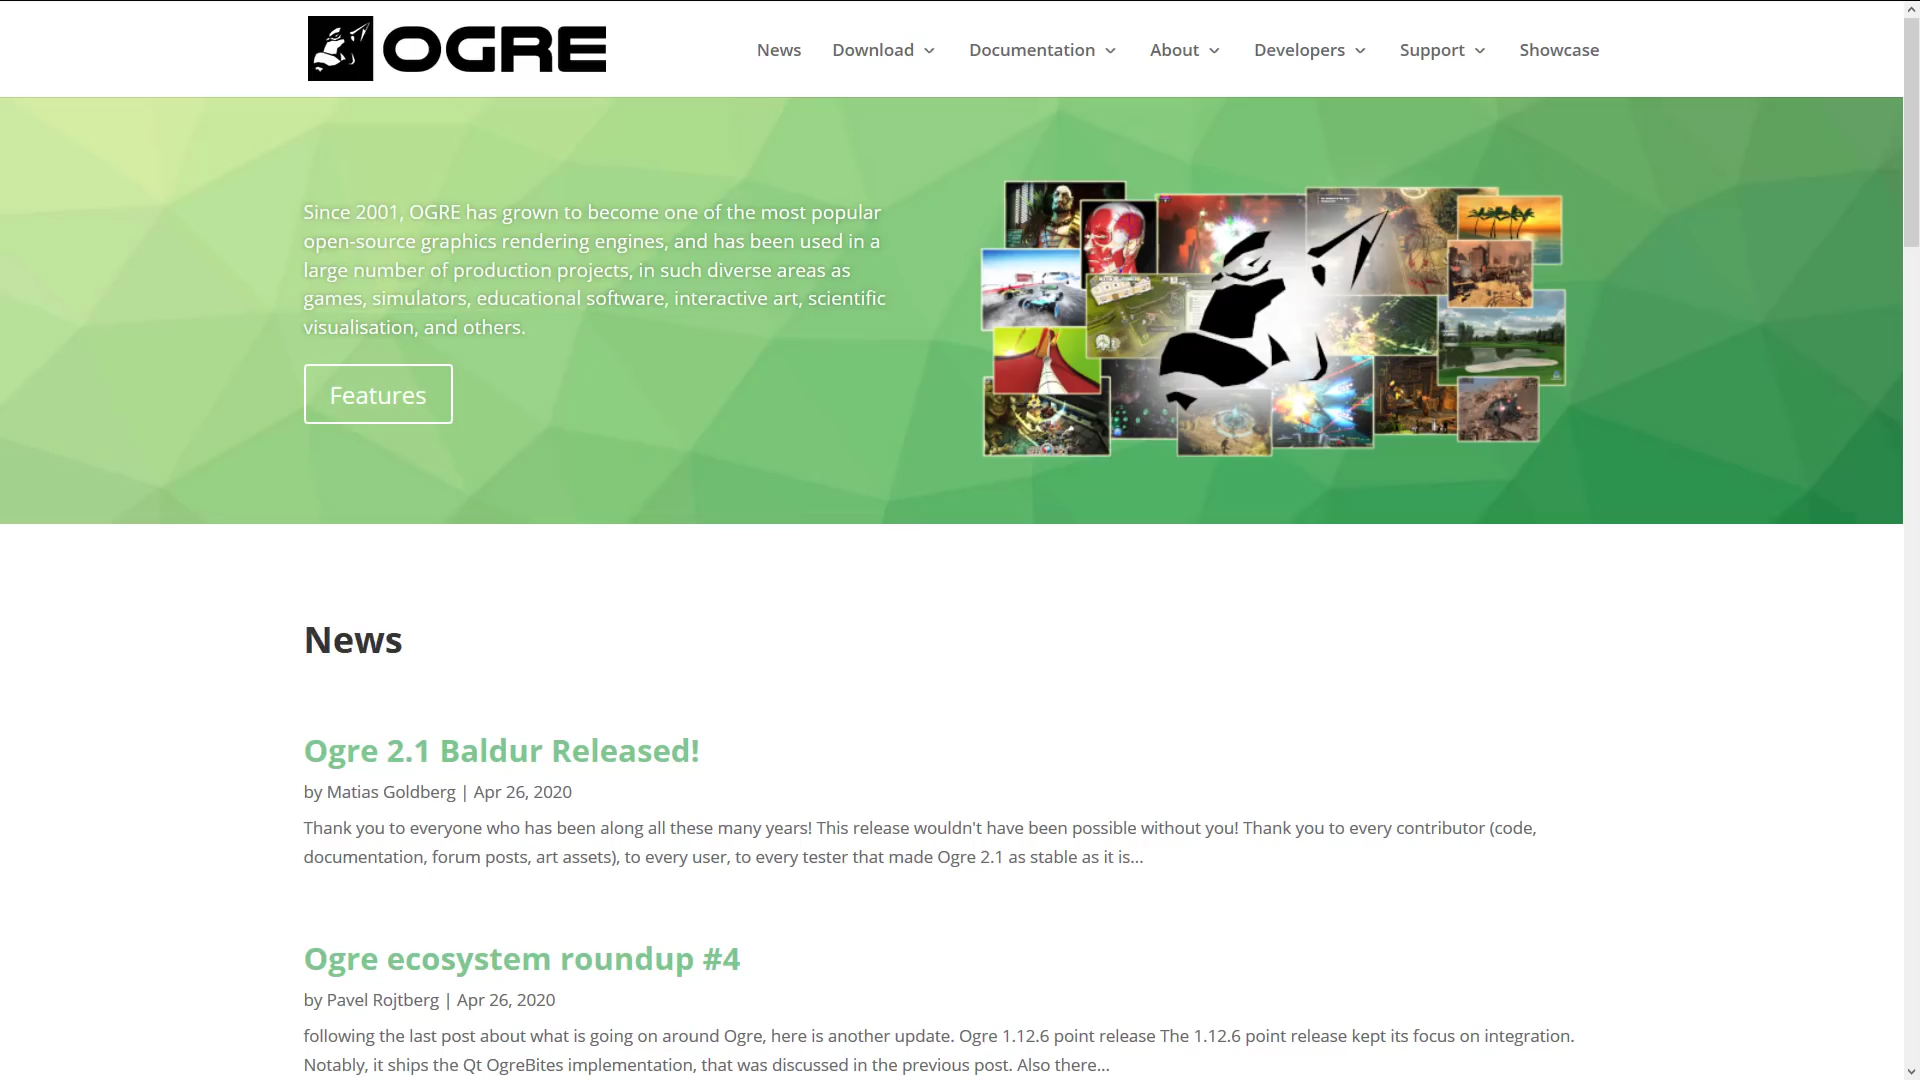 OGRE
News Download Documentation About Developers Support Showcase
Since 2001, OGRE has grown to become one of the most popular
open-source graphics rendering engines, and has been used in a
large number of production projects, in such diverse areas as
games, simulators, educational software, interactive art, scientific
visualisation, and others.
Features
News
Ogre 2.1 Baldur Released!
by Matias Goldberg | Apr 26, 2020
Thank you to everyone who has been along all these many years! This release wouldn't have been possible without you! Thank you to every contributor (code,
documentation, forum posts, art assets), to every user, to every tester that made Ogre 2.1 as stable as it is...
Ogre ecosystem roundup #4
by Pavel Rojtberg | Apr 26, 2020
following the last post about what is going on around Ogre, here is another update. Ogre 1.12.6 point release The 1.12.6 point release kept its focus on integration.
Notably, it ships the Qt OgreBites implementation, that was discussed in the previous post. Also there...